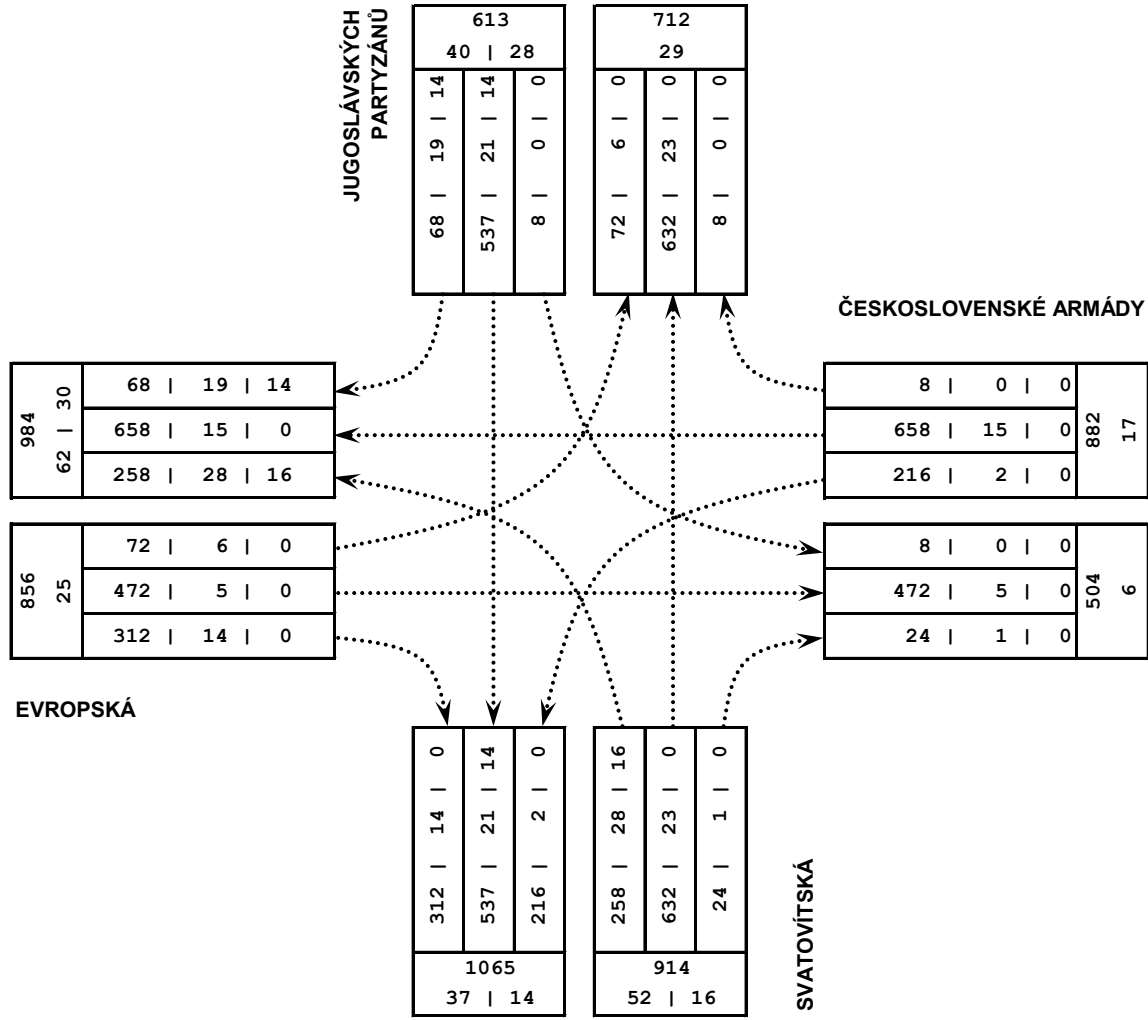 JUGOSLÁVSKÝCH
PARTYZÁNŮ
613
40 | 28
68 | 19 | 14
537 | 21 | 14
8 | 0 | 0
712
29
72 | 6 | 0
632 | 23 | 0
8 | 0 | 0
ČESKOSLOVENSKÉ ARMÁDY
984
62 | 30
68 | 19 | 14
658 | 15 | 0
258 | 28 | 16
8 | 0 | 0
658 | 15 | 0
216 | 2 | 0
882
17
856
25
72 | 6 | 0
472 | 5 | 0
312 | 14 | 0
8 | 0 | 0
472 | 5 | 0
24 | 1 | 0
504
6
EVROPSKÁ
312 | 14 | 0
537 | 21 | 14
216 | 2 | 0
1065
37 | 14
258 | 28 | 16
632 | 23 | 0
24 | 1 | 0
914
52 | 16
SVATOVÍTSKÁ